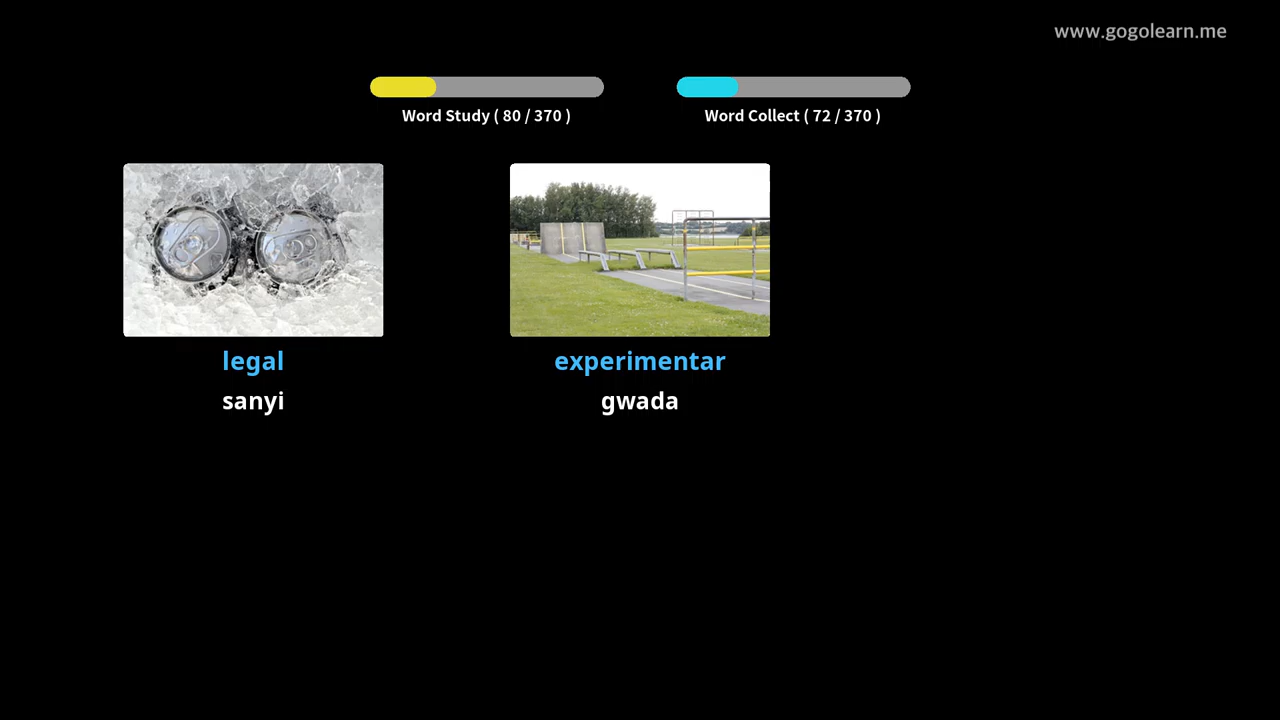 www.gogolearn.me
Word Study ( 80 / 370 )
Word Collect ( 72 / 370 )
legal
sanyi
experimentar
gwada